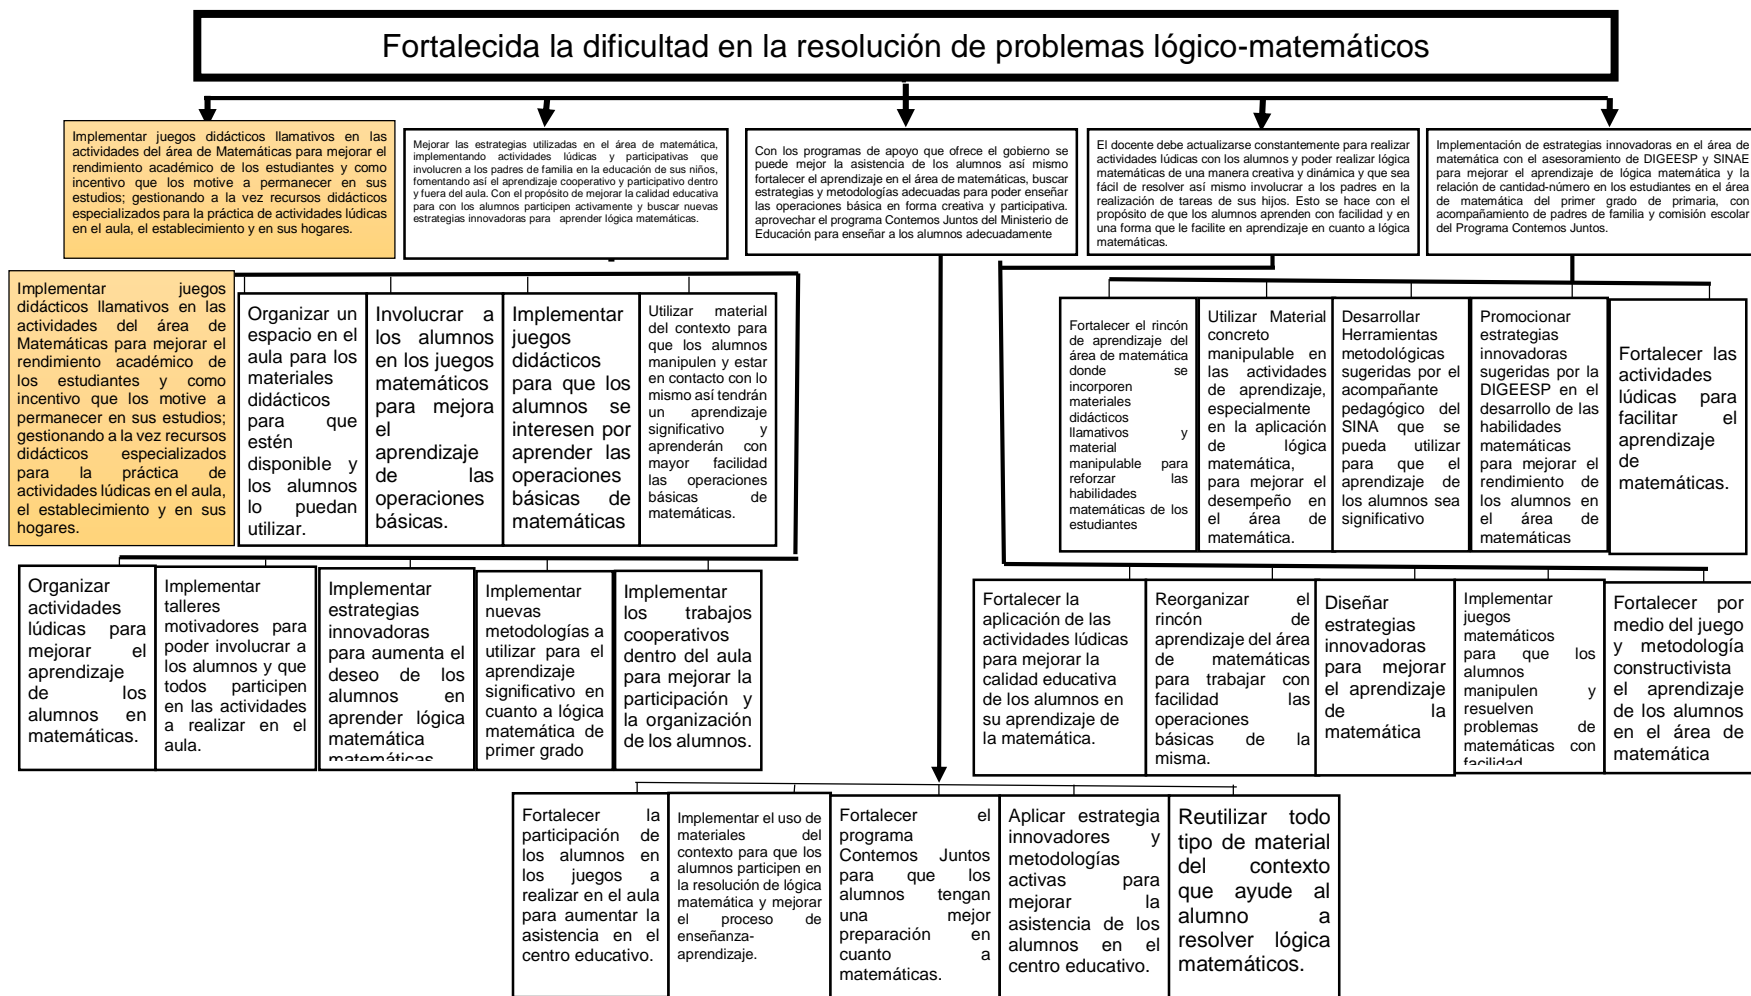 Fortalecida la dificultad en la resolución de problemas lógico-matemáticos
Implementar juegos didácticos llamativos en las
actividades del área de Matemáticas para mejorar el
rendimiento académico de los estudiantes y como
incentivo que los motive a permanecer en sus
estudios; gestionando a la vez recursos didácticos
especializados para la práctica de actividades lúdicas
en el aula, el establecimiento y en sus hogares.
Mejorar las estrategias utilizadas en el área de matemática,
implementando actividades lúdicas y participativas que
involucren a los padres de familia en la educación de sus niños,
fomentando así el aprendizaje cooperativo y participativo dentro
y fuera del aula. Con el propósito de mejorar la calidad educativa
para con los alumnos participen activamente y buscar nuevas
estrategias innovadoras para aprender lógica matemáticas.
Con los programas de apoyo que ofrece el gobierno se
puede mejor la asistencia de los alumnos así mismo
fortalecer el aprendizaje en el área de matemáticas, buscar
estrategias y metodologías adecuadas para poder enseñar
las operaciones básica en forma creativa y participativa.
aprovechar el programa Contemos Juntos del Ministerio de
Educación para enseñar a los alumnos adecuadamente
El docente debe actualizarse constantemente para realizar
actividades lúdicas con los alumnos y poder realizar lógica
matemáticas de una manera creativa y dinámica y que sea
fácil de resolver así mismo involucrar a los padres en la
realización de tareas de sus hijos. Esto se hace con el
propósito de que los alumnos aprenden con facilidad y en
una forma que le facilite en aprendizaje en cuanto a lógica
matemáticas.
Implementación de estrategias innovadoras en el área de
matemática con el asesoramiento de DIGEESP y SINAE
para mejorar el aprendizaje de lógica matemática y la
relación de cantidad-número en los estudiantes en el área
de matemática del primer grado de primaria, con
acompañamiento de padres de familia y comisión escolar
del Programa Contemos Juntos.
Implementar juegos
didácticos llamativos en las
actividades del área de
Matemáticas para mejorar el
rendimiento académico de
los estudiantes y como
incentivo que los motive a
permanecer en sus estudios;
gestionando a la vez recursos
didácticos especializados
para la práctica de
actividades lúdicas en el aula,
el establecimiento y en sus
hogares.
Organizar un
espacio en el
aula para los
materiales
didácticos
para que
estén
disponible y
los alumnos
lo puedan
utilizar.
Involucrar a
los alumnos
en los juegos
matemáticos
para mejora
el
aprendizaje
de las
operaciones
básicas.
Implementar
juegos
didácticos
para que los
alumnos se
interesen por
aprender las
operaciones
básicas de
matemáticas
Utilizar material
del contexto para
que los alumnos
manipulen y estar
en contacto con lo
mismo así tendrán
un aprendizaje
significativo y
aprenderán con
mayor facilidad
las operaciones
básicas de
matemáticas.
Fortalecer el rincón
de aprendizaje del
área de matemática
donde se
incorporen
materiales
didácticos
llamativos y
material
manipulable para
reforzar las
habilidades
matemáticas de los
estudiantes
Utilizar Material
concreto
manipulable en
las actividades
de aprendizaje,
especialmente
en la aplicación
de lógica
matemática,
para mejorar el
desempeño en
el área de
matemática.
Desarrollar
Herramientas
metodológicas
sugeridas por el
acompañante
pedagógico del
SINA que se
pueda utilizar
para que el
aprendizaje de
los alumnos sea
significativo
Promocionar
estrategias
innovadoras
sugeridas por la
DIGEESP en el
desarrollo de las
habilidades
matemáticas
para mejorar el
rendimiento de
los alumnos en
el área de
matemáticas
Fortalecer las
actividades
lúdicas para
facilitar el
aprendizaje
de
matemáticas.
Organizar
actividades
lúdicas para
mejorar el
aprendizaje
de los
alumnos en
matemáticas.
Implementar
talleres
motivadores para
poder involucrar a
los alumnos y que
todos participen
en las actividades
a realizar en el
aula.
Implementar
estrategias
innovadoras
para aumenta el
deseo de los
alumnos en
aprender lógica
matemática
matemáticas
Implementar
nuevas
metodologías a
utilizar para el
aprendizaje
significativo en
cuanto a lógica
matemática de
primer grado
Implementar
los trabajos
cooperativos
dentro del aula
para mejorar la
participación y
la organización
de los alumnos.
Fortalecer la
aplicación de las
actividades lúdicas
para mejorar la
calidad educativa
de los alumnos en
su aprendizaje de
la matemática.
Reorganizar el
rincón de
aprendizaje del área
de matemáticas
para trabajar con
facilidad las
operaciones
básicas de la
misma.
Diseñar
estrategias
innovadoras
para mejorar
el aprendizaje
de la
matemática
Implementar
juegos
matemáticos
para que los
alumnos
manipulen y
resuelven
problemas de
matemáticas con
facilidad
Fortalecer por
medio del juego
y metodología
constructivista
el aprendizaje
de los alumnos
en el área de
matemática
Fortalecer la
participación de
los alumnos en
los juegos a
realizar en el aula
para aumentar la
asistencia en el
centro educativo.
Implementar el uso de
materiales del
contexto para que los
alumnos participen en
la resolución de lógica
matemática y mejorar
el proceso de
enseñanza-
aprendizaje.
Fortalecer el
programa
Contemos Juntos
para que los
alumnos tengan
una mejor
preparación en
cuanto a
matemáticas.
Aplicar estrategia
innovadores y
metodologías
activas para
mejorar la
asistencia de los
alumnos en el
centro educativo.
Reutilizar todo
tipo de material
del contexto
que ayude al
alumno a
resolver lógica
matemáticos.